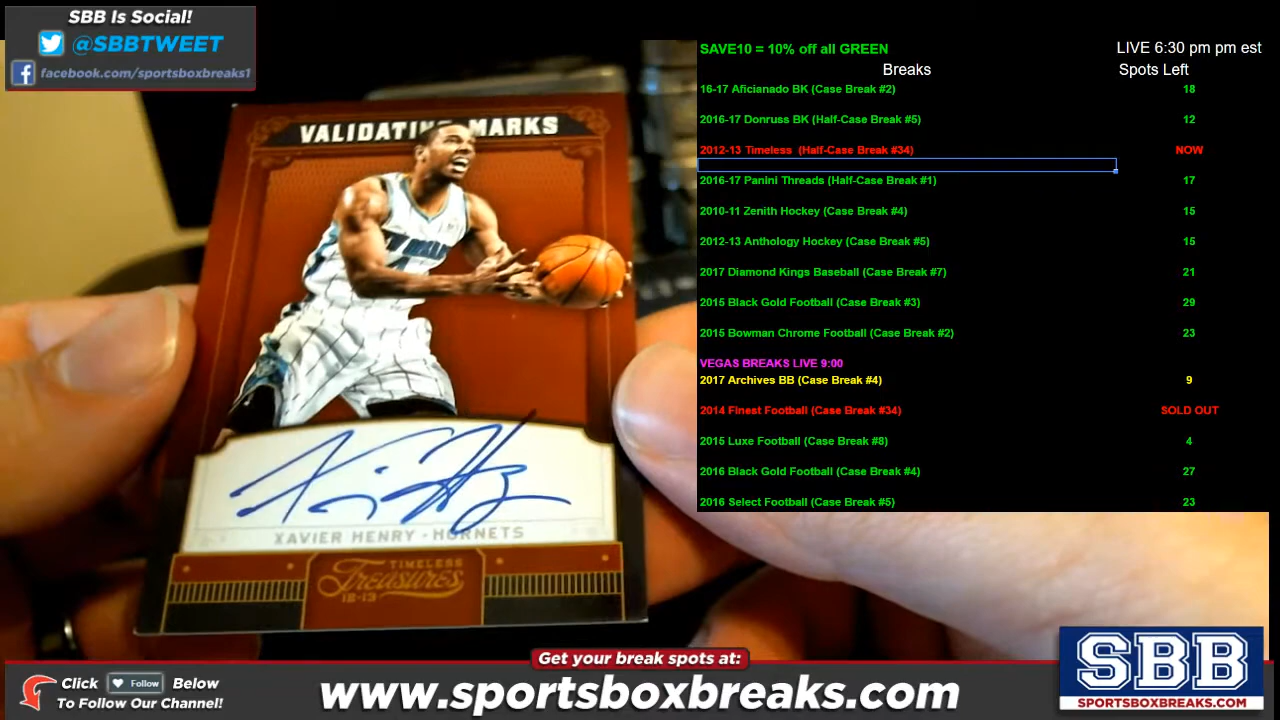 SBB Is Social!
@SBBTWEET
facebook.com/sportsboxbreaks1
VALIDATING MARKS
XAVIER HENRY - HORNETS
TIMELESS
Treasures
12-13
SAVE10 = 10% off all GREEN
LIVE 6:30 pm pm est
Breaks Spots Left
16-17 Aficianado BK (Case Break #2) 18
2016-17 Donruss BK (Half-Case Break #5) 12
2012-13 Timeless (Half-Case Break #34) NOW
2016-17 Panini Threads (Half-Case Break #1) 17
2010-11 Zenith Hockey (Case Break #4) 15
2012-13 Anthology Hockey (Case Break #5) 15
2017 Diamond Kings Baseball (Case Break #7) 21
2015 Black Gold Football (Case Break #3) 29
2015 Bowman Chrome Football (Case Break #2) 23
VEGAS BREAKS LIVE 9:00
2017 Archives BB (Case Break #4) 9
2014 Finest Football (Case Break #34) SOLD OUT
2015 Luxe Football (Case Break #8) 4
2016 Black Gold Football (Case Break #4) 27
2016 Select Football (Case Break #5) 23
Get your break spots at:
Click Follow Below
To Follow Our Channel!
www.sportsboxbreaks.com
SBB
SPORTSBOXBREAKS.COM